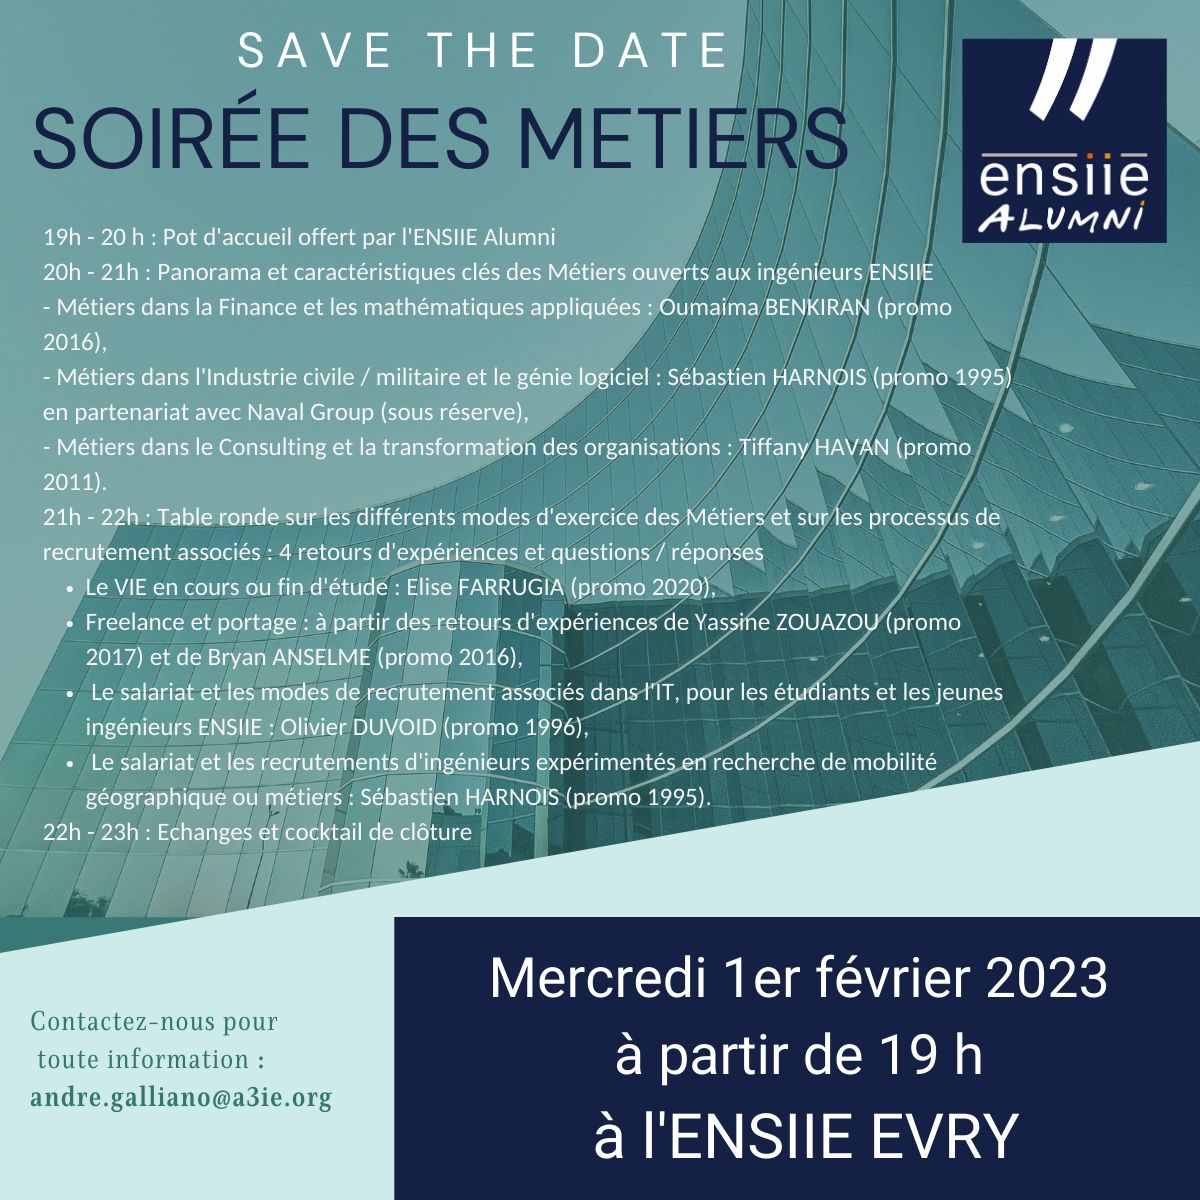 SAVE THE DATE
SOIRÉE DES METIERS
ensiie
ALUMNI
19h - 20 h : Pot d'accueil offert par l'ENSIIE Alumni
20h - 21h : Panorama et caractéristiques clés des Métiers ouverts aux ingénieurs ENSIIE
- Métiers dans la Finance et les mathématiques appliquées : Oumaima BENKIRAN (promo
2016),
- Métiers dans l'Industrie civile / militaire et le génie logiciel : Sébastien HARNOIS (promo 1995)
en partenariat avec Naval Group (sous réserve),
- Métiers dans le Consulting et la transformation des organisations : Tiffany HAVAN (promo
2011).
21h - 22h : Table ronde sur les différents modes d'exercice des Métiers et sur les processus de
recrutement associés : 4 retours d'expériences et questions / réponses
• Le VIE en cours ou fin d'étude : Elise FARRUGIA (promo 2020),
• Freelance et portage : à partir des retours d'expériences de Yassine ZOUAZOU (promo
2017) et de Bryan ANSELME (promo 2016),
• Le salariat et les modes de recrutement associés dans l'IT, pour les étudiants et les jeunes
ingénieurs ENSIIE : Olivier DUVOID (promo 1996),
• Le salariat et les recrutements d'ingénieurs expérimentés en recherche de mobilité
géographique ou métiers : Sébastien HARNOIS (promo 1995).
22h - 23h : Echanges et cocktail de clôture
Contactez-nous pour
toute information :
andre.galliano@a3ie.org
Mercredi 1er février 2023
à partir de 19 h
à l'ENSIIE EVRY